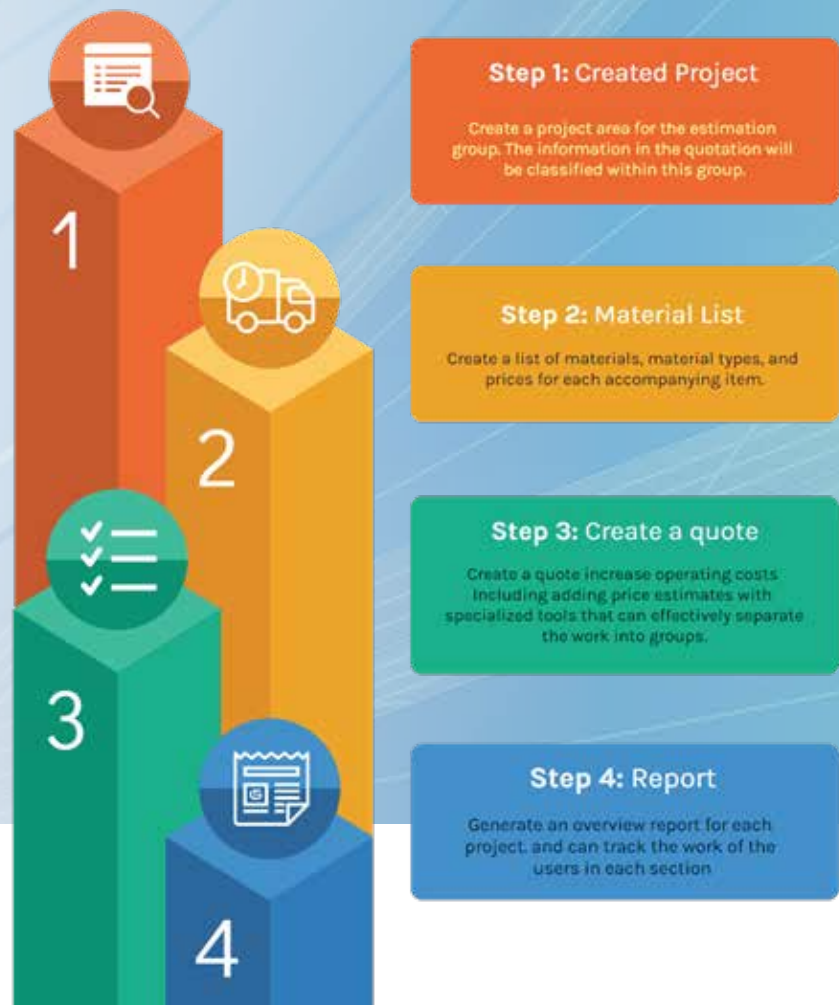 1
Step 1: Created Project
Create a project area for the estimation
group. The information in the quotation will
be classified within this group.
2
Step 2: Material List
Create a list of materials, material types, and
prices for each accompanying item.
3
Step 3: Create a quote
Create a quote increase operating costs
Including adding price estimates with
specialized tools that can effectively separate
the work into groups.
4
Step 4: Report
Generate an overview report for each
project. and can track the work of the
users in each section